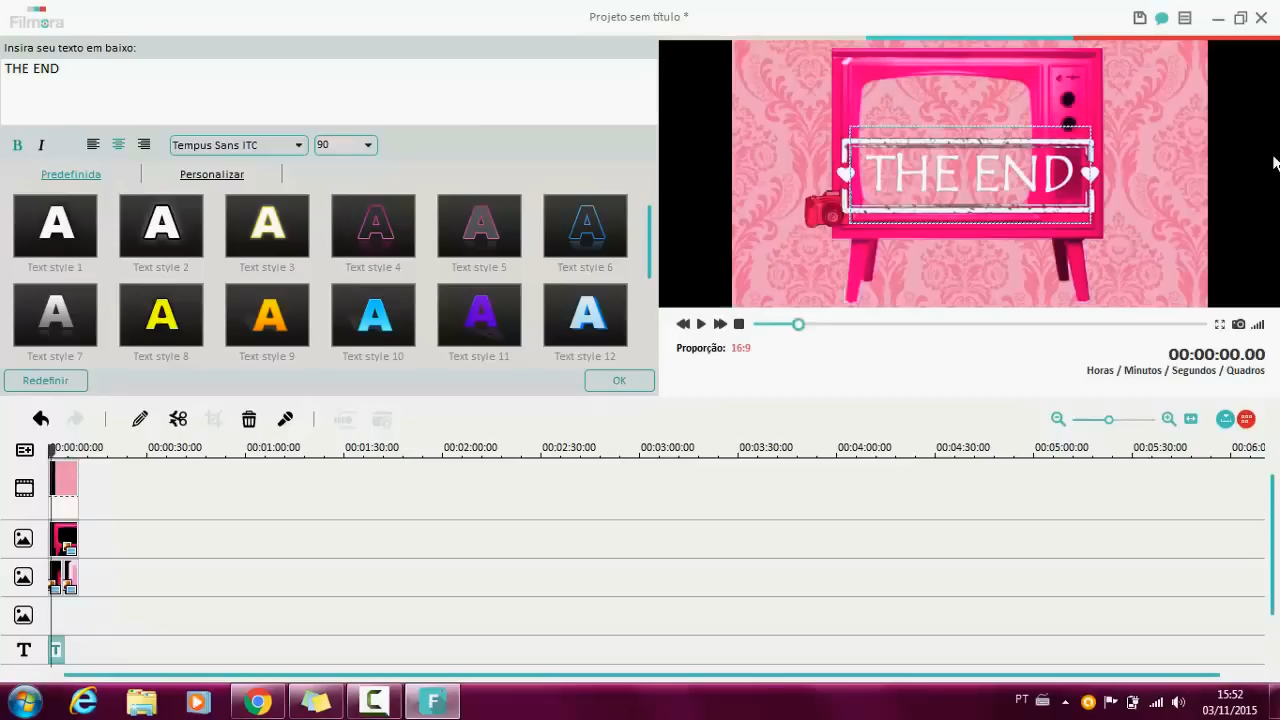 Filmora
Projeto sem título *
Insira seu texto em baixo:
THE END
B I
Tempus Sans ITC
90
Predefinida
Personalizar
Text style 1
Text style 2
Text style 3
Text style 4
Text style 5
Text style 6
Text style 7
Text style 8
Text style 9
Text style 10
Text style 11
Text style 12
Redefinir
OK
THE END
Proporção: 16:9
00:00:00.00
Horas / Minutos / Segundos / Quadros
00:00:00:00 00:00:30:00 00:01:00:00 00:01:30:00 00:02:00:00 00:02:30:00 00:03:00:00 00:03:30:00 00:04:00:00 00:04:30:00 00:05:00:00 00:05:30:00 00:06:0
T T
PT
15:52
03/11/2015